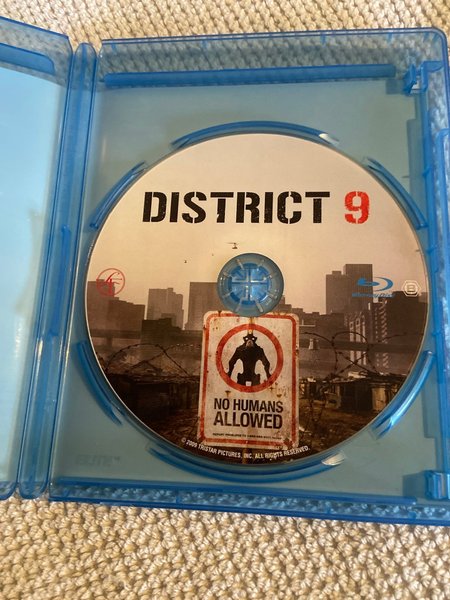 DISTRICT 9
NO HUMANS
ALLOWED
© 2009 TRISTAR PICTURES, INC. ALL RIGHTS RESERVED.